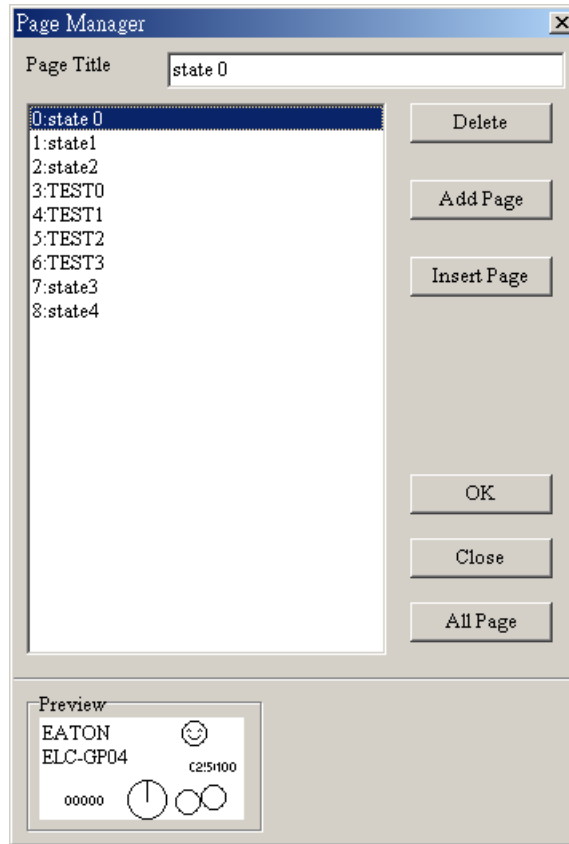 Page Manager
Page Title
state 0
0:state 0
1:state1
2:state2
3:TEST0
4:TEST1
5:TEST2
6:TEST3
7:state3
8:state4
Delete
Add Page
Insert Page
OK
Close
All Page
Preview
EATON
ELC-GP04
00000